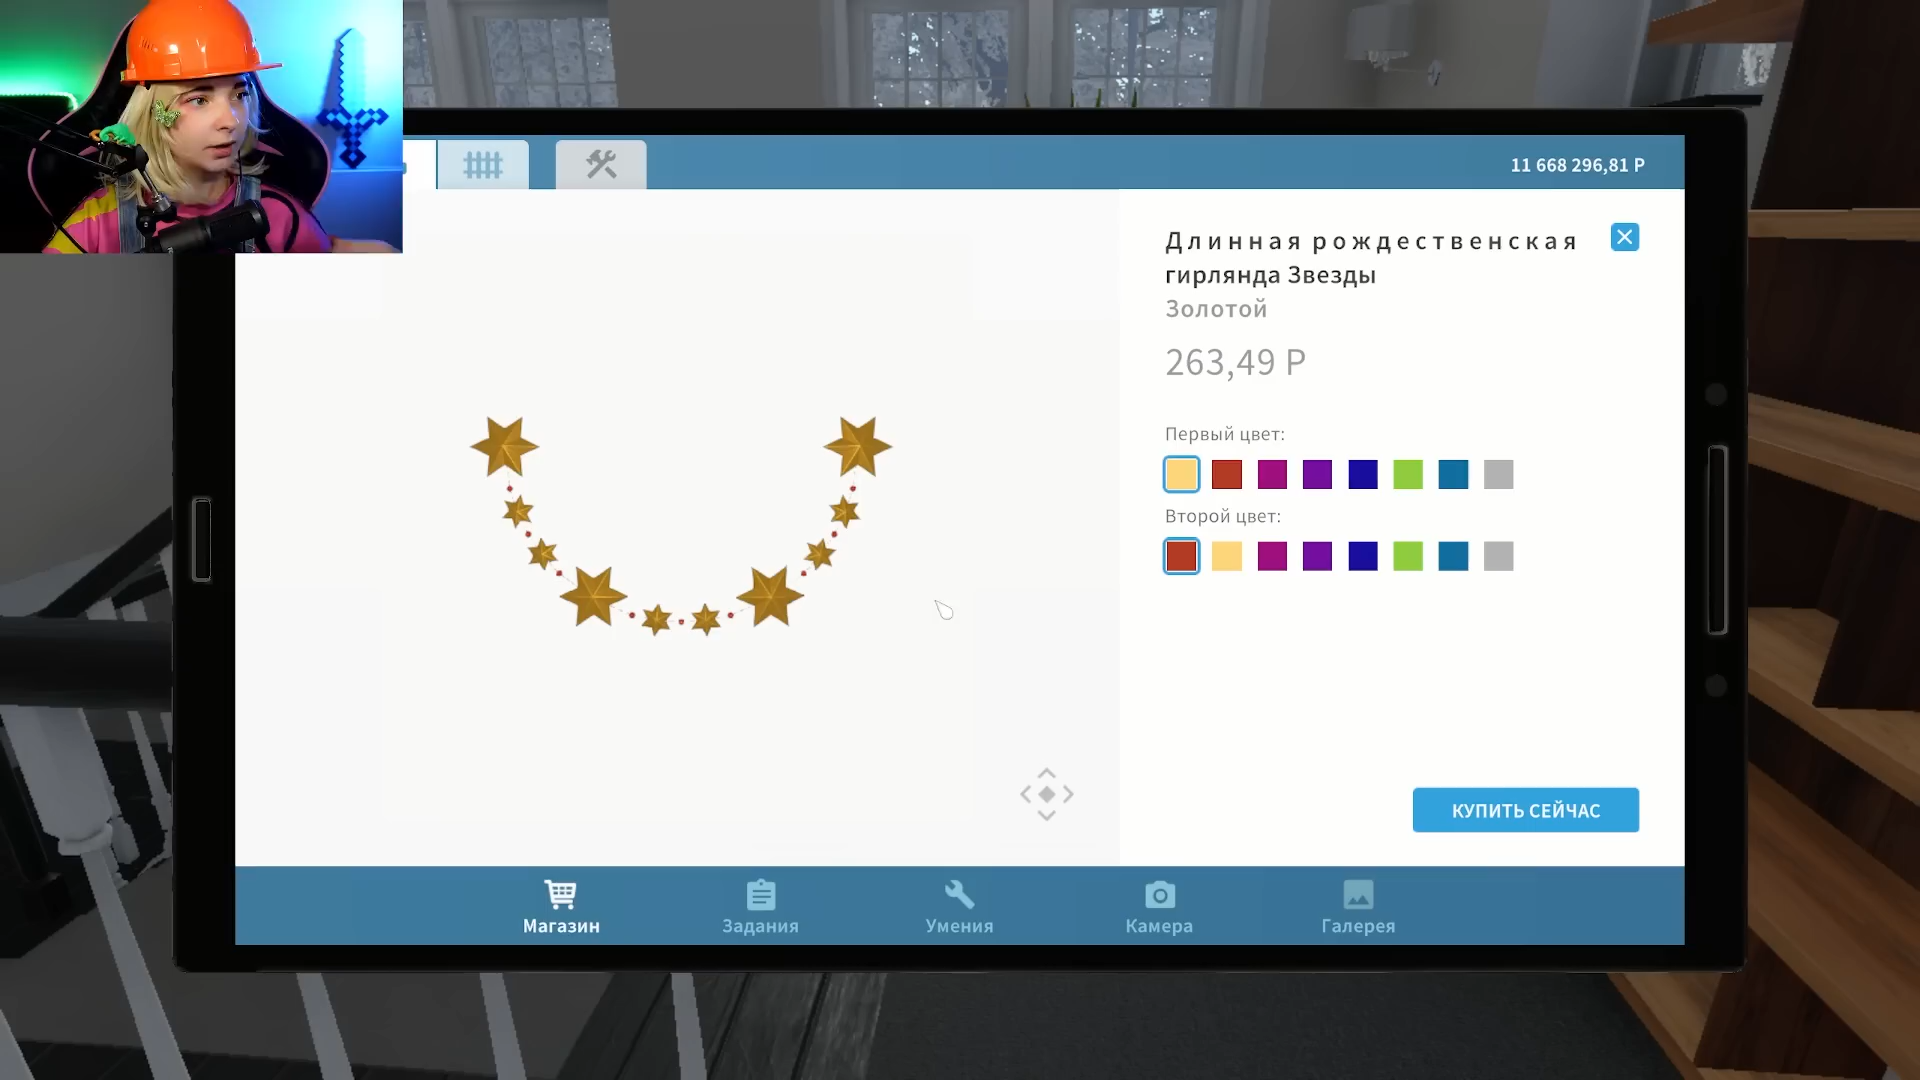 11 668 296,81 Р
Длинная рождественская
гирлянда Звезды
Золотой
263,49 Р
Первый цвет:
Второй цвет:
КУПИТЬ СЕЙЧАС
Магазин
Задания
Умения
Камера
Галерея